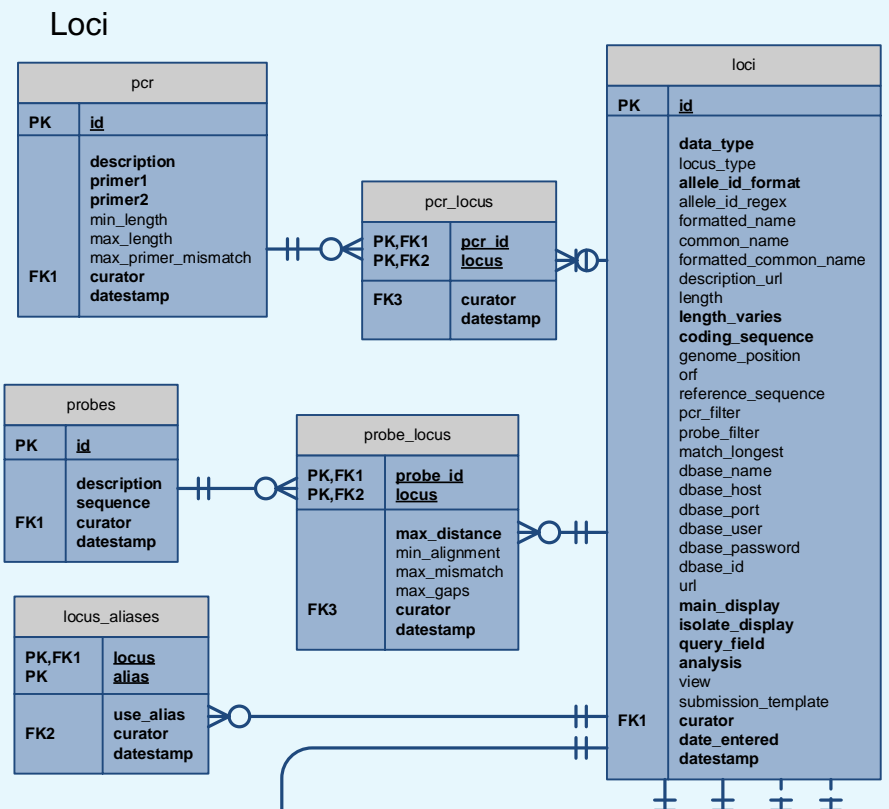 Loci
pcr
PK id
description
primer1
primer2
min_length
max_length
max_primer_mismatch
FK1 curator
datestamp
pcr_locus
PK,FK1 pcr_id
PK,FK2 locus
FK3 curator
datestamp
probes
PK id
description
sequence
FK1 curator
datestamp
probe_locus
PK,FK1 probe_id
PK,FK2 locus
max_distance
min_alignment
max_mismatch
max_gaps
FK3 curator
datestamp
locus_aliases
PK,FK1 locus
PK alias
use_alias
FK2 curator
datestamp
loci
PK id
data_type
locus_type
allele_id_format
allele_id_regex
formatted_name
common_name
formatted_common_name
description_url
length
length_varies
coding_sequence
genome_position
orf
reference_sequence
pcr_filter
probe_filter
match_longest
dbase_name
dbase_host
dbase_port
dbase_user
dbase_password
dbase_id
url
main_display
isolate_display
query_field
analysis
view
submission_template
FK1 curator
date_entered
datestamp